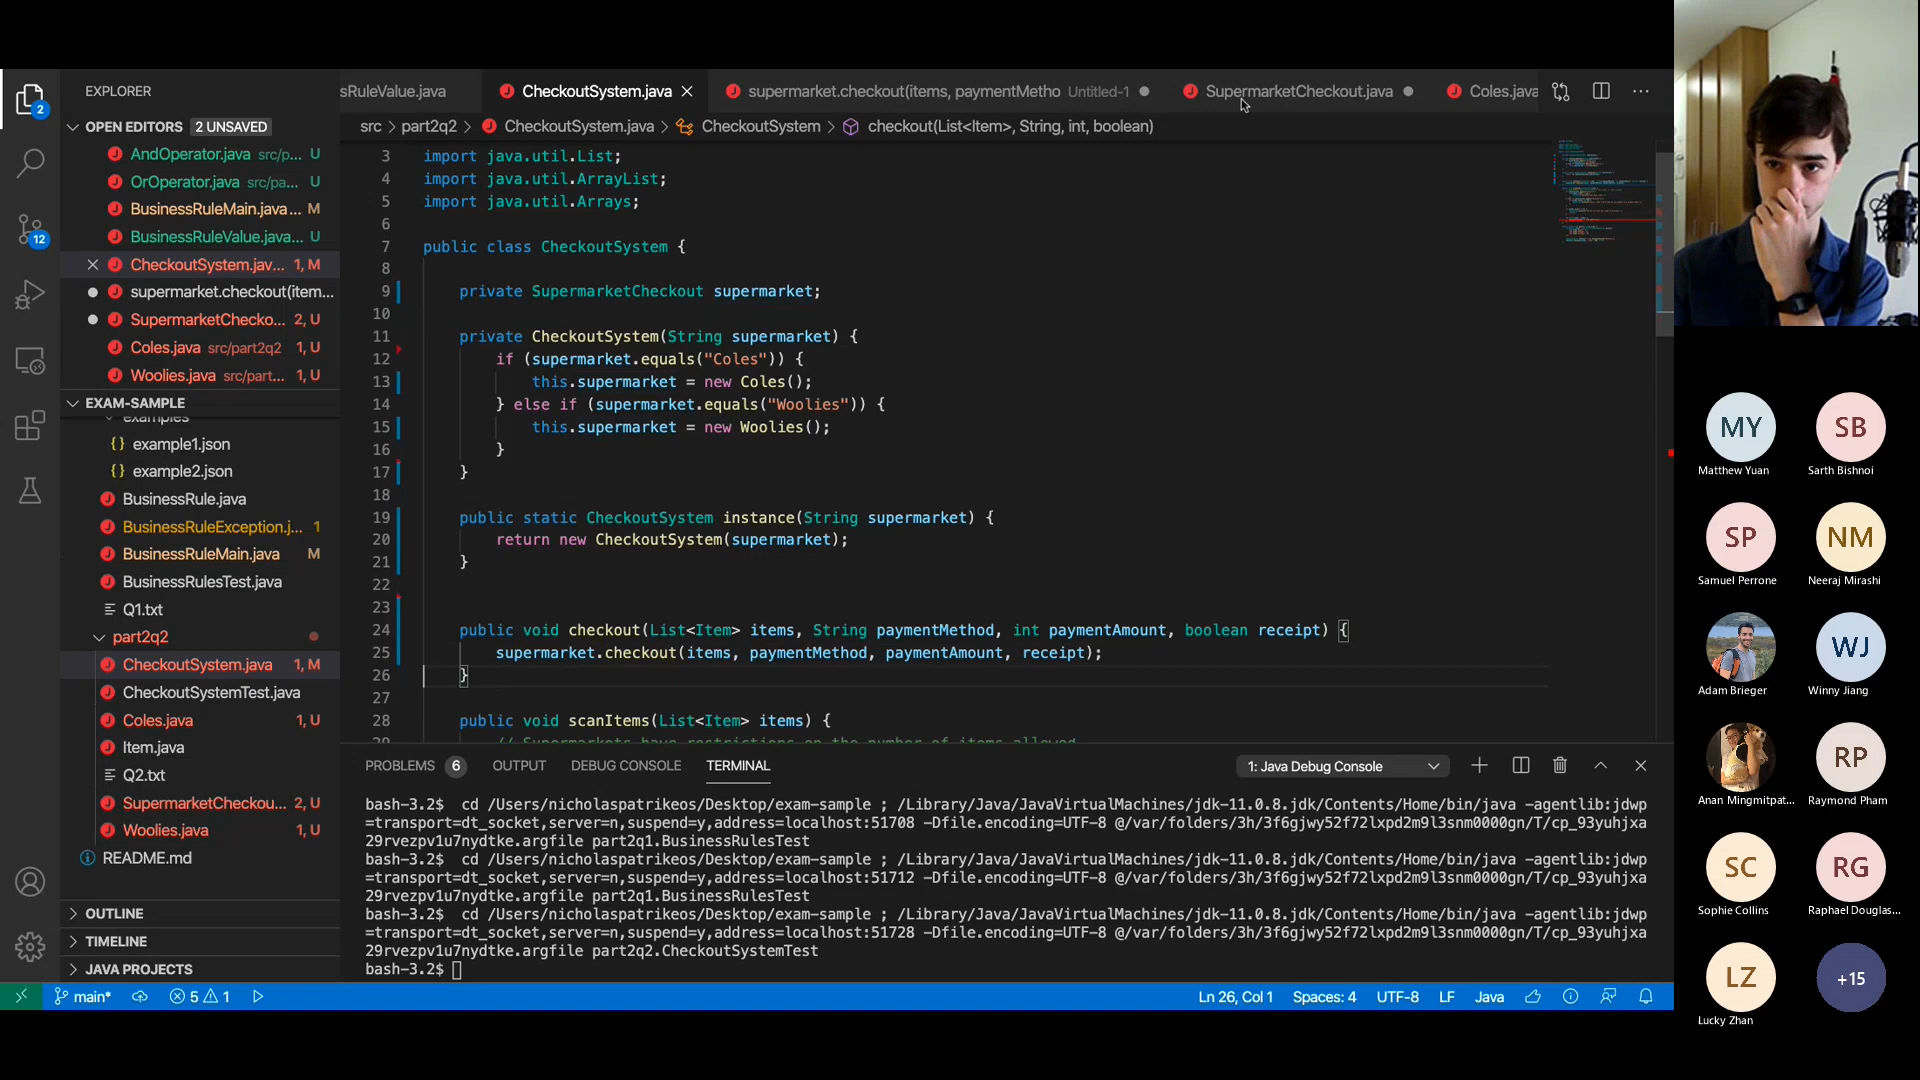 EXPLORER
OPEN EDITORS 2 UNSAVED
AndOperator.java src/p... U
OrOperator.java src/pa... U
BusinessRuleMain.java... M
BusinessRuleValue.java... U
CheckoutSystem.jav... 1, M
supermarket.checkout(item...
SupermarketChecko... 2, U
Coles.java src/part2q2 1, U
Woolies.java src/part... 1, U
EXAM-SAMPLE
examples
{} example1.json
{} example2.json
BusinessRule.java
BusinessRuleException.j... 1
BusinessRuleMain.java M
BusinessRulesTest.java
Q1.txt
part2q2
CheckoutSystem.java 1, M
CheckoutSystemTest.java
Coles.java 1, U
Item.java
Q2.txt
SupermarketCheckou... 2, U
Woolies.java 1, U
README.md
OUTLINE
TIMELINE
JAVA PROJECTS
2
12
sRuleValue.java CheckoutSystem.java supermarket.checkout(items, paymentMetho Untitled-1 SupermarketCheckout.java Coles.java
src > part2q2 > CheckoutSystem.java > CheckoutSystem > checkout(List<Item>, String, int, boolean)
3 import java.util.List;
4 import java.util.ArrayList;
5 import java.util.Arrays;
6
7 public class CheckoutSystem {
8
9 private SupermarketCheckout supermarket;
10
11 private CheckoutSystem(String supermarket) {
12 if (supermarket.equals("Coles")) {
13 this.supermarket = new Coles();
14 } else if (supermarket.equals("Woolies")) {
15 this.supermarket = new Woolies();
16 }
17 }
18
19 public static CheckoutSystem instance(String supermarket) {
20 return new CheckoutSystem(supermarket);
21 }
22
23
24 public void checkout(List<Item> items, String paymentMethod, int paymentAmount, boolean receipt) {
25 supermarket.checkout(items, paymentMethod, paymentAmount, receipt);
26 }
27
28 public void scanItems(List<Item> items) {
29 // Supermarkets have restrictions on the number of items allowed
PROBLEMS 6 OUTPUT DEBUG CONSOLE TERMINAL 1: Java Debug Console
bash-3.2$ cd /Users/nicholaspatrikeos/Desktop/exam-sample ; /Library/Java/JavaVirtualMachines/jdk-11.0.8.jdk/Contents/Home/bin/java -agentlib:jdwp
=transport=dt_socket,server=n,suspend=y,address=localhost:51708 -Dfile.encoding=UTF-8 @/var/folders/3h/3f6gjwy52f72lxpd2m9l3snm0000gn/T/cp_93yuhjxa
29rvezpv1u7nydtke.argfile part2q1.BusinessRulesTest
bash-3.2$ cd /Users/nicholaspatrikeos/Desktop/exam-sample ; /Library/Java/JavaVirtualMachines/jdk-11.0.8.jdk/Contents/Home/bin/java -agentlib:jdwp
=transport=dt_socket,server=n,suspend=y,address=localhost:51712 -Dfile.encoding=UTF-8 @/var/folders/3h/3f6gjwy52f72lxpd2m9l3snm0000gn/T/cp_93yuhjxa
29rvezpv1u7nydtke.argfile part2q1.BusinessRulesTest
bash-3.2$ cd /Users/nicholaspatrikeos/Desktop/exam-sample ; /Library/Java/JavaVirtualMachines/jdk-11.0.8.jdk/Contents/Home/bin/java -agentlib:jdwp
=transport=dt_socket,server=n,suspend=y,address=localhost:51728 -Dfile.encoding=UTF-8 @/var/folders/3h/3f6gjwy52f72lxpd2m9l3snm0000gn/T/cp_93yuhjxa
29rvezpv1u7nydtke.argfile part2q2.CheckoutSystemTest
bash-3.2$
main* 5 1 Ln 26, Col 1 Spaces: 4 UTF-8 LF Java
MY SB
Matthew Yuan Sarth Bishnoi
SP NM
Samuel Perrone Neeraj Mirashi
WJ
Adam Brieger Winny Jiang
RP
Anan Mingmitpat... Raymond Pham
SC RG
Sophie Collins Raphael Douglas...
LZ +15
Lucky Zhan